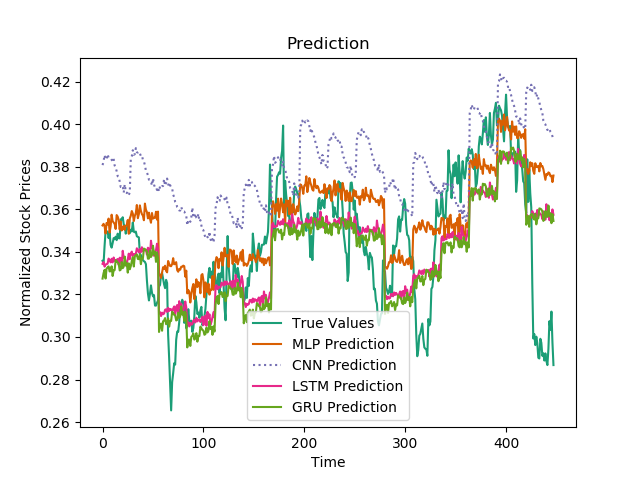 Prediction
Normalized Stock Prices
0.42
0.40
0.38
0.36
0.34
0.32
0.30
0.28
0.26
True Values
MLP Prediction
CNN Prediction
LSTM Prediction
GRU Prediction
0 100 200 300 400
Time